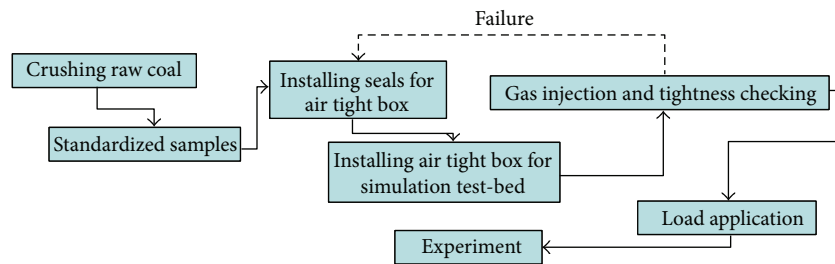 Failure
Crushing raw coal
Installing seals for
air tight box
Gas injection and tightness checking
Standardized samples
Installing air tight box for
simulation test-bed
Load application
Experiment